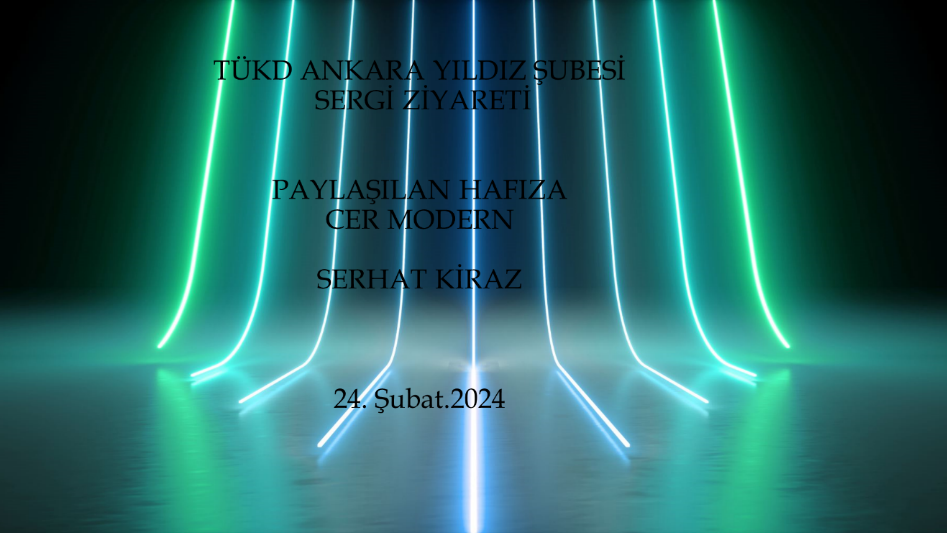 TÜKD ANKARA YILDIZ ŞUBESİ
SERGİ ZİYARETİ
PAYLAŞILAN HAFIZA
CER MODERN
SERHAT KİRAZ
24. Şubat.2024